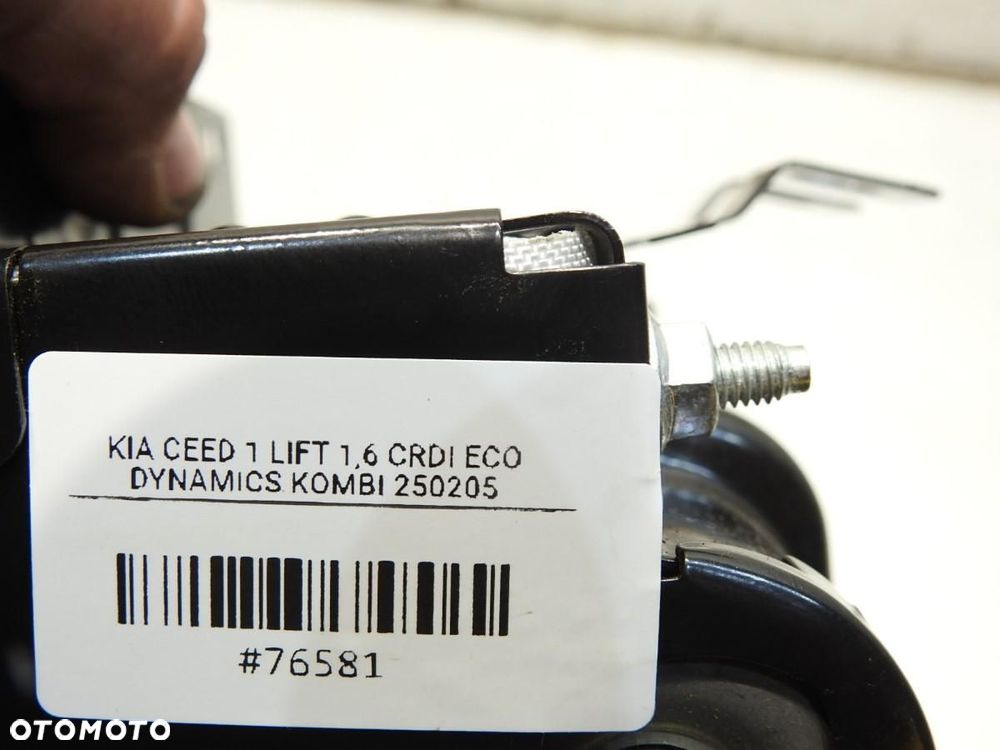 KIA CEED 1 LIFT 1,6 CRDI ECO
DYNAMICS KOMBI 250205
#76581
OTOMOTO